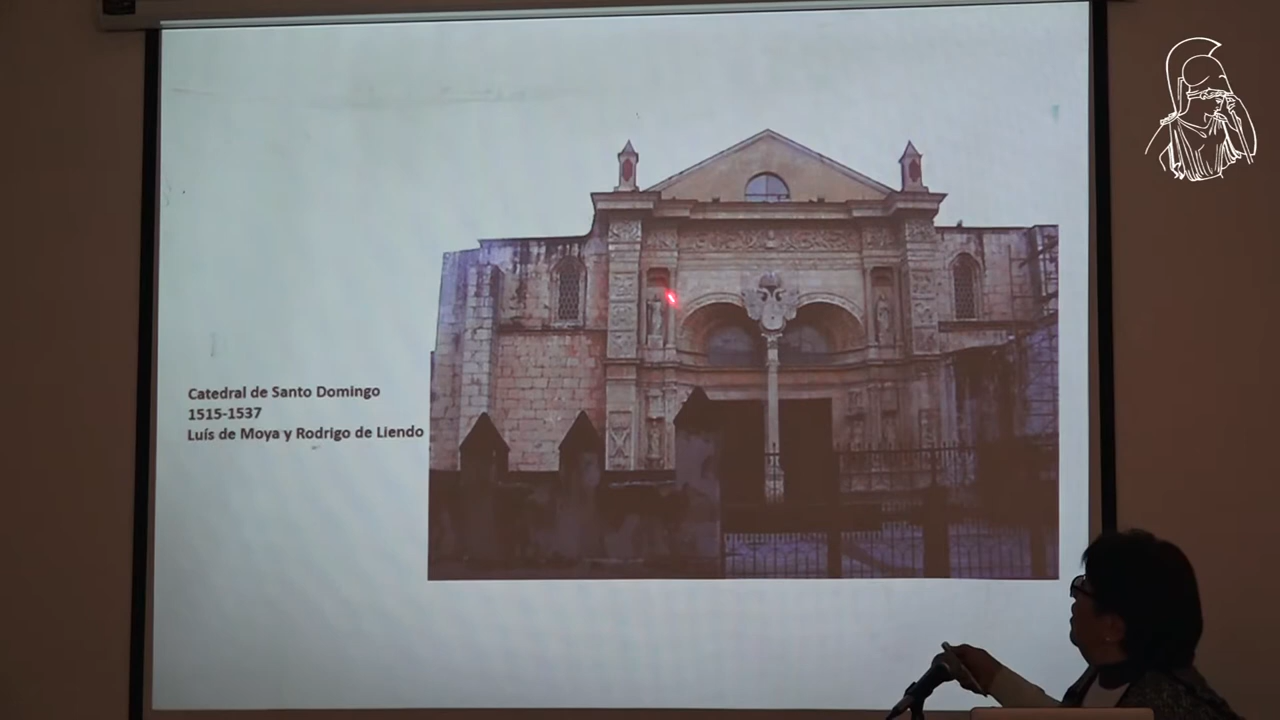 Catedral de Santo Domingo
1515-1537
Luís de Moya y Rodrigo de Liendo